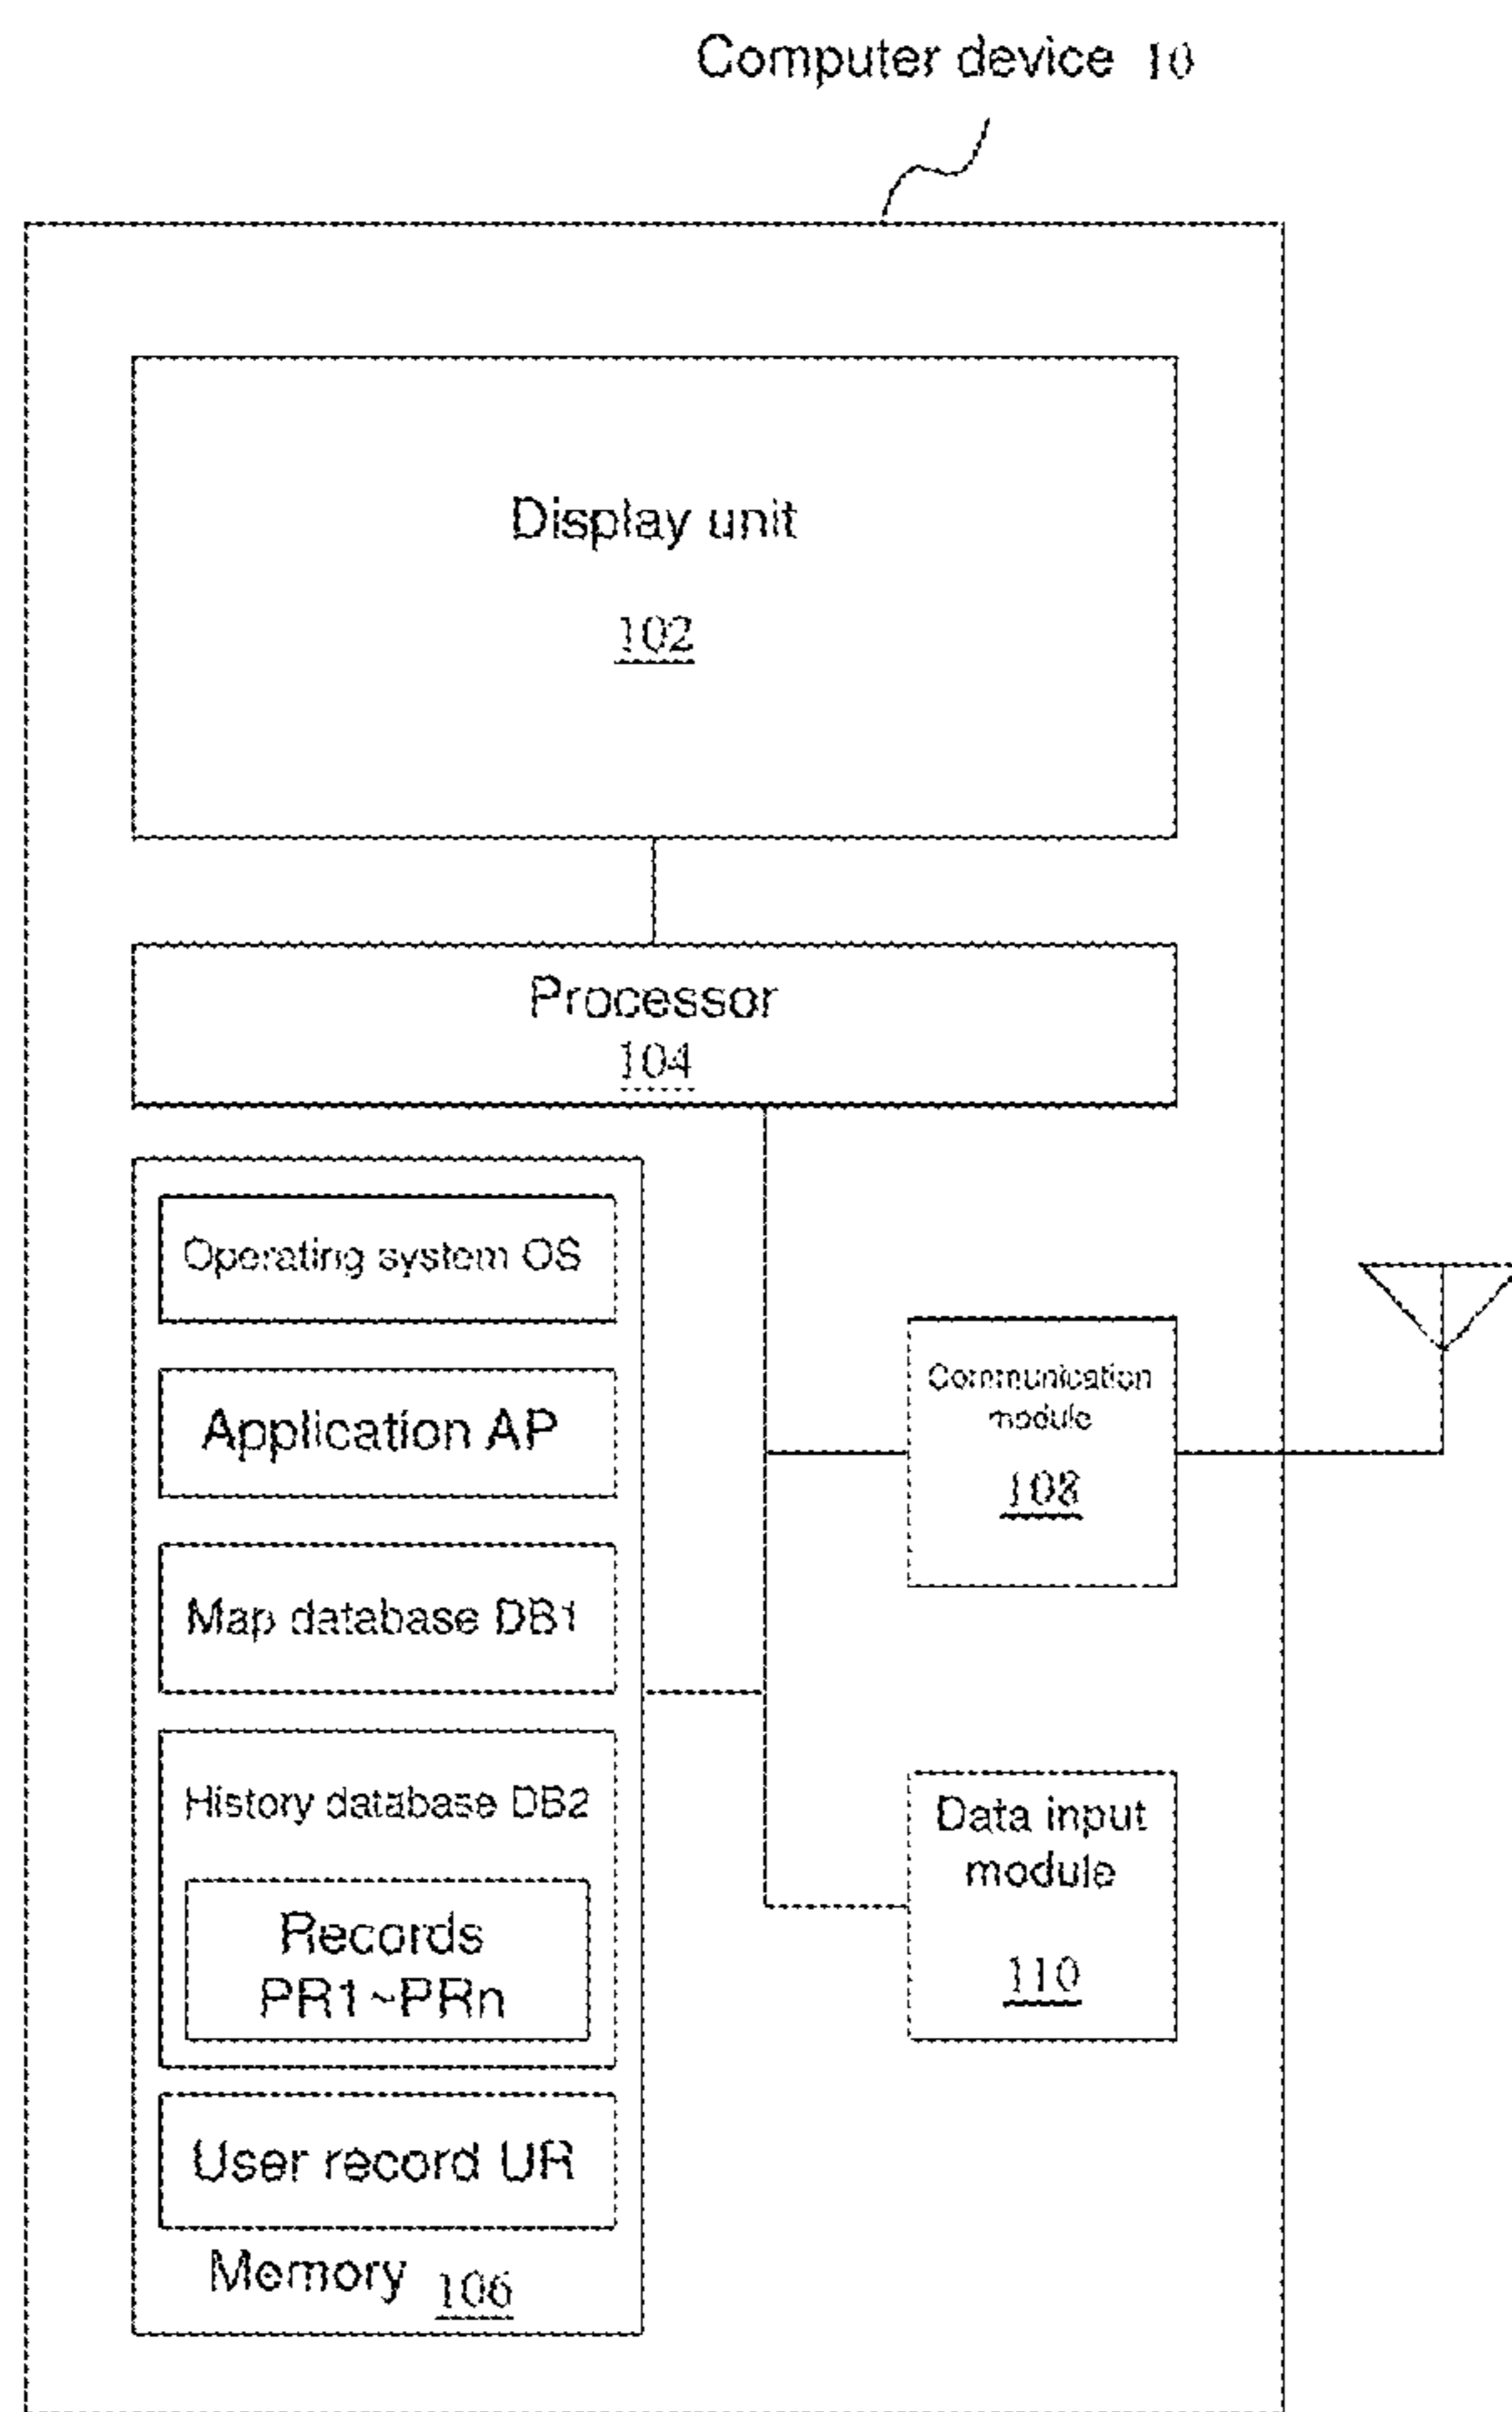 Computer device 10
Display unit
102
Processor
104
Operating system OS
Application AP
Map database DB1
History database DB2
Records
PR1~PRn
User record UR
Memory 106
Communication
module
108
Data input
module
110